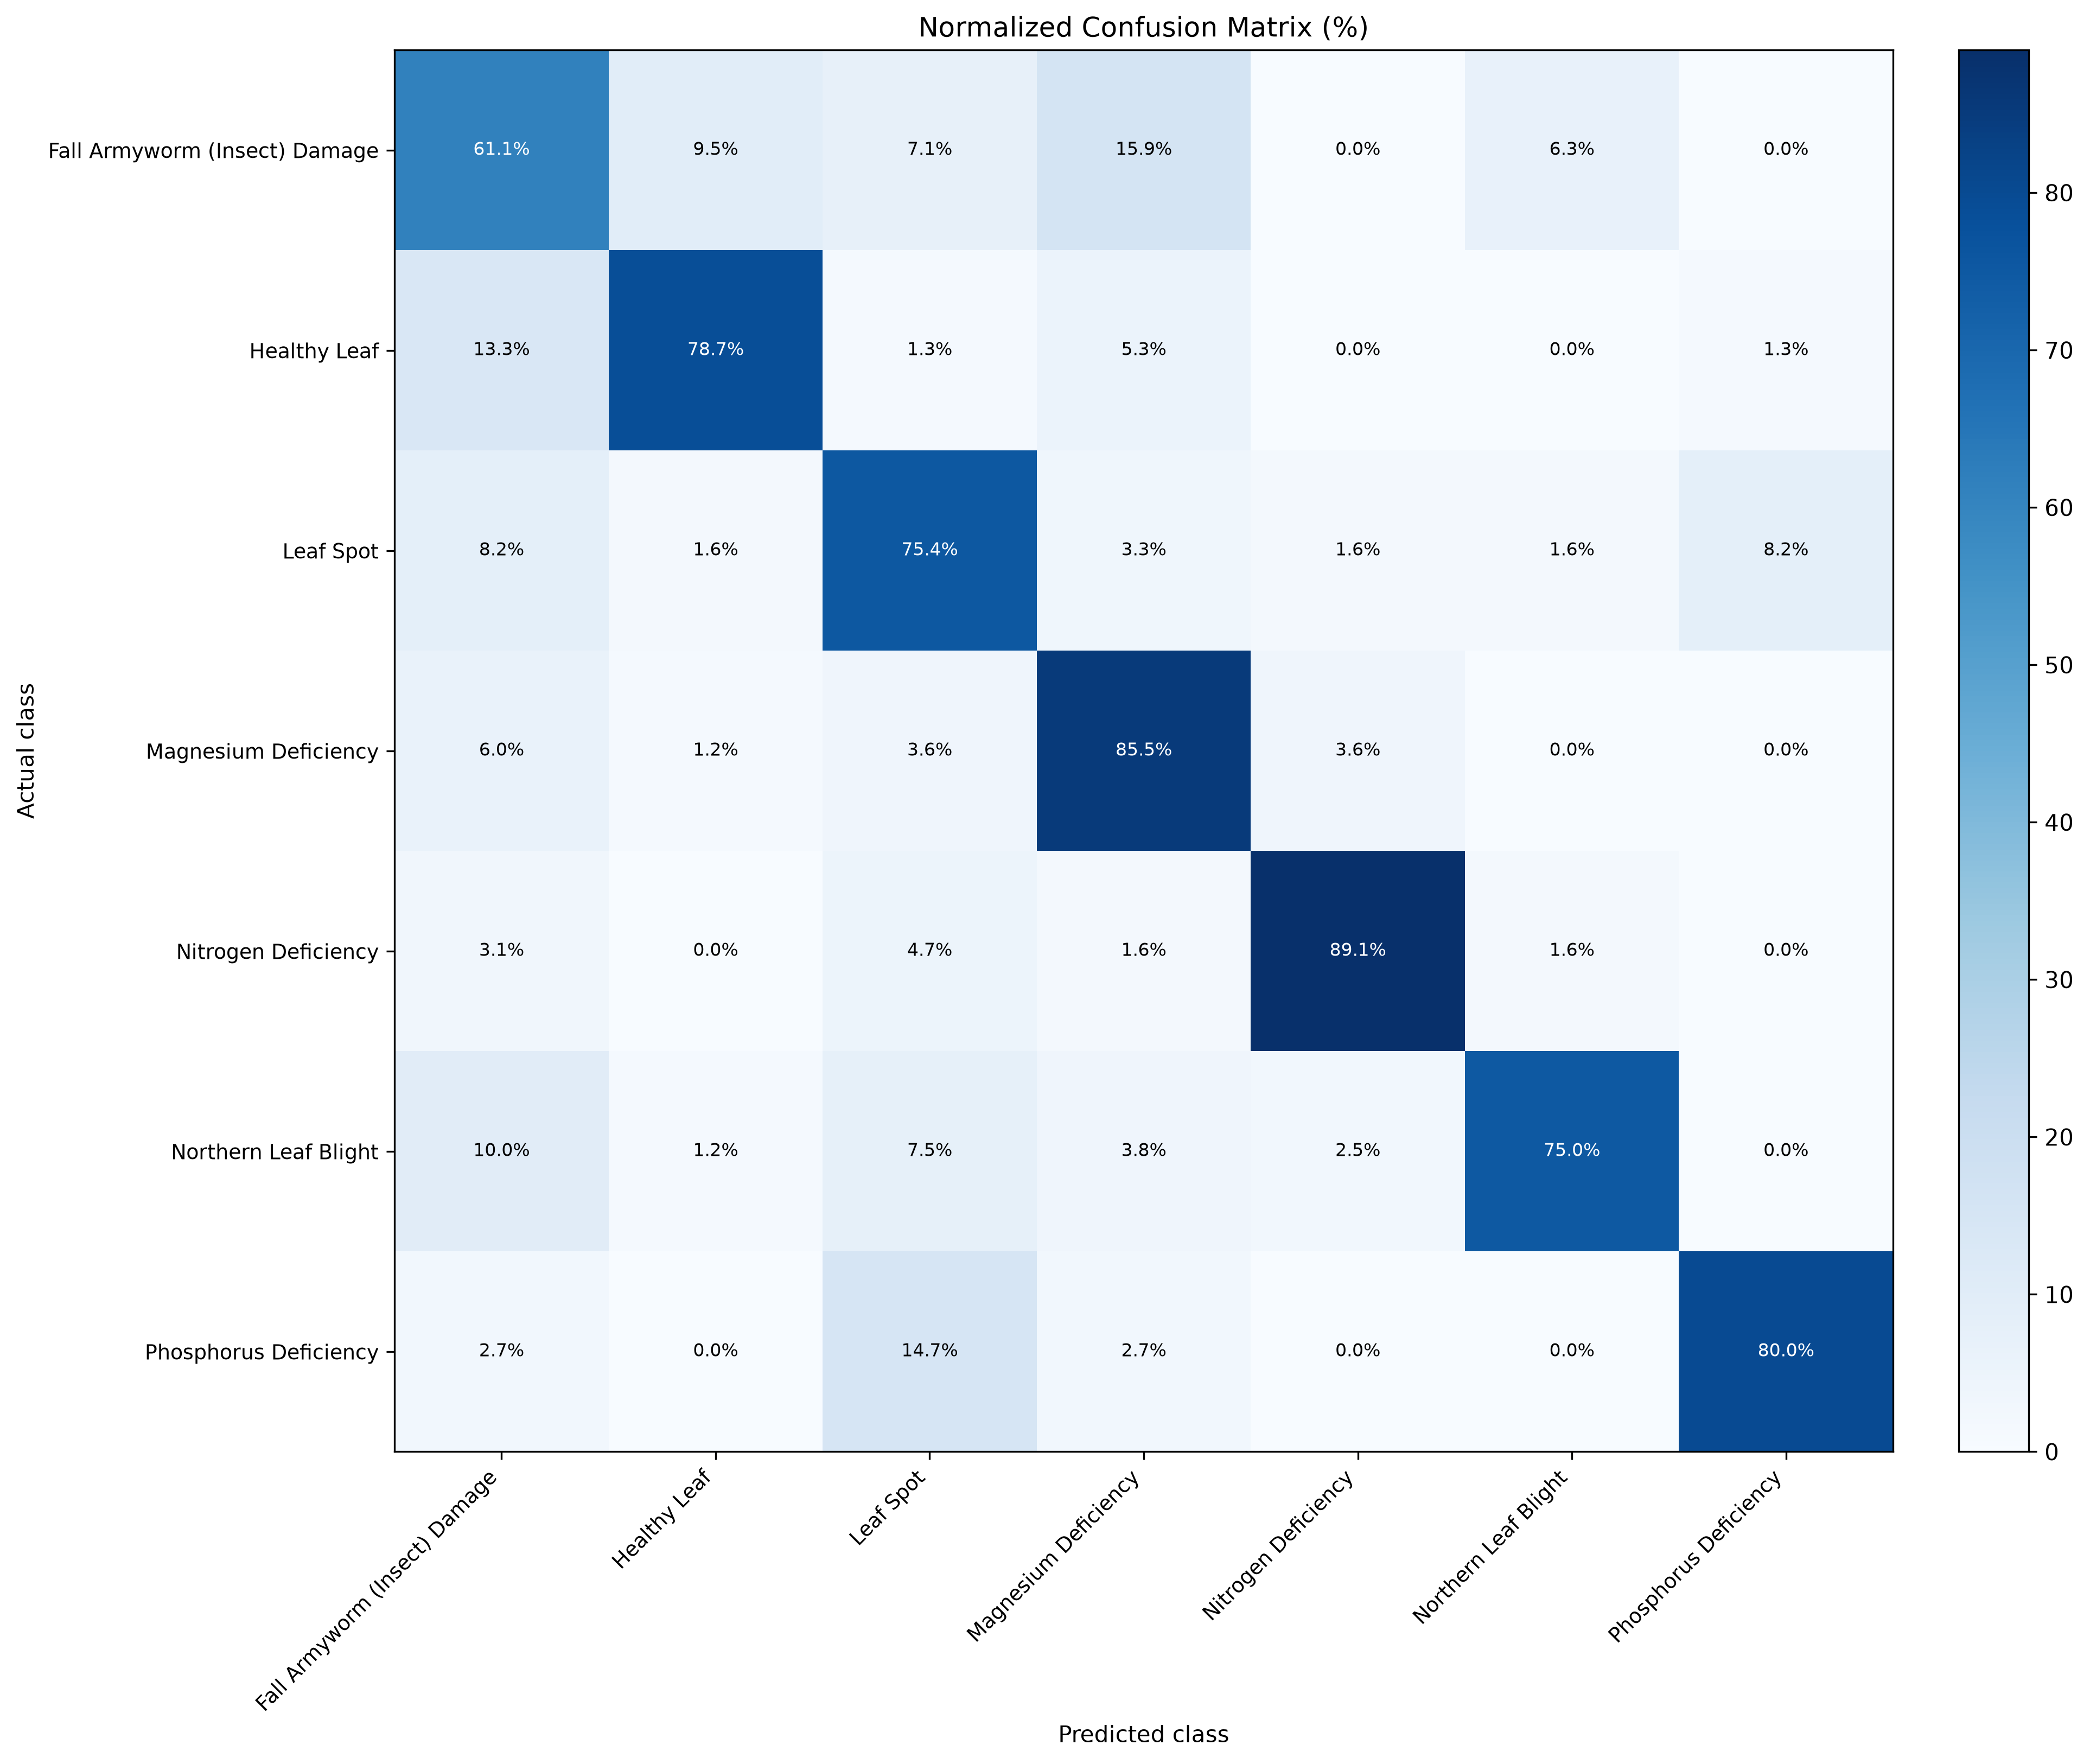 Normalized Confusion Matrix (%)
Fall Armyworm (Insect) Damage 61.1% 9.5% 7.1% 15.9% 0.0% 6.3% 0.0%
Healthy Leaf 13.3% 78.7% 1.3% 5.3% 0.0% 0.0% 1.3%
Leaf Spot 8.2% 1.6% 75.4% 3.3% 1.6% 1.6% 8.2%
Magnesium Deficiency 6.0% 1.2% 3.6% 85.5% 3.6% 0.0% 0.0%
Nitrogen Deficiency 3.1% 0.0% 4.7% 1.6% 89.1% 1.6% 0.0%
Northern Leaf Blight 10.0% 1.2% 7.5% 3.8% 2.5% 75.0% 0.0%
Phosphorus Deficiency 2.7% 0.0% 14.7% 2.7% 0.0% 0.0% 80.0%
Actual class
Fall Armyworm (Insect) Damage
Healthy Leaf
Leaf Spot
Magnesium Deficiency
Nitrogen Deficiency
Northern Leaf Blight
Phosphorus Deficiency
Predicted class
80
70
60
50
40
30
20
10
0